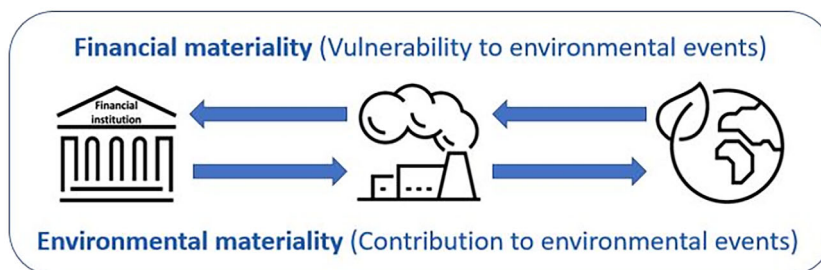 Financial materiality (Vulnerability to environmental events)
Financial
institution
Environmental materiality (Contribution to environmental events)